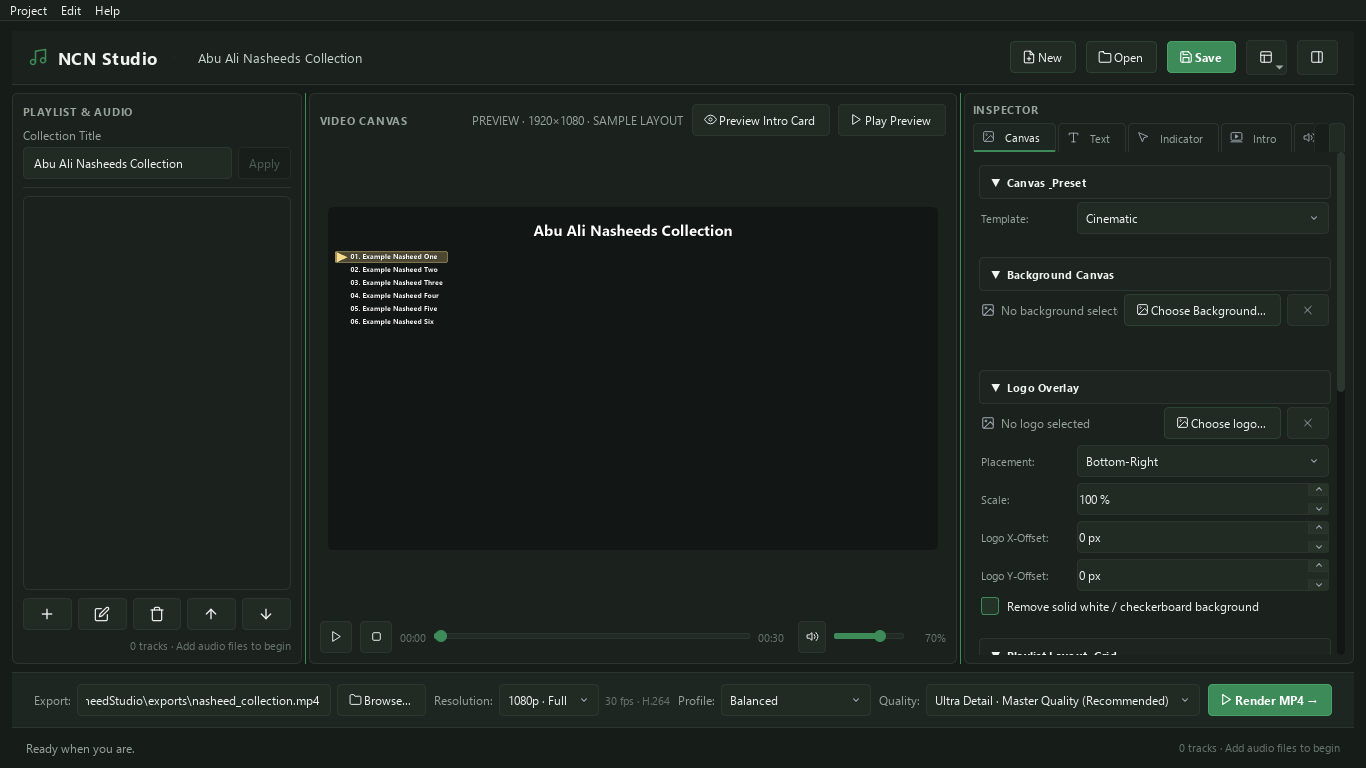 Project Edit Help
NCN Studio
Abu Ali Nasheeds Collection
New
Open
Save
PLAYLIST & AUDIO
Collection Title
Abu Ali Nasheeds Collection
Apply
0 tracks · Add audio files to begin
VIDEO CANVAS
PREVIEW · 1920×1080 · SAMPLE LAYOUT
Preview Intro Card
Play Preview
Abu Ali Nasheeds Collection
01. Example Nasheed One
02. Example Nasheed Two
03. Example Nasheed Three
04. Example Nasheed Four
05. Example Nasheed Five
06. Example Nasheed Six
00:00
00:30
70%
INSPECTOR
Canvas
Text
Indicator
Intro
▼ Canvas _Preset
Template:
Cinematic
▼ Background Canvas
No background select
Choose Background...
▼ Logo Overlay
No logo selected
Choose logo...
Placement:
Bottom-Right
Scale:
100 %
Logo X-Offset:
0 px
Logo Y-Offset:
0 px
Remove solid white / checkerboard background
▼ Playlist Layout _Grid
Export:
needStudio\exports\nasheed_collection.mp4
Browse...
Resolution:
1080p · Full
30 fps · H.264
Profile:
Balanced
Quality:
Ultra Detail · Master Quality (Recommended)
Render MP4 →
Ready when you are.
0 tracks · Add audio files to begin